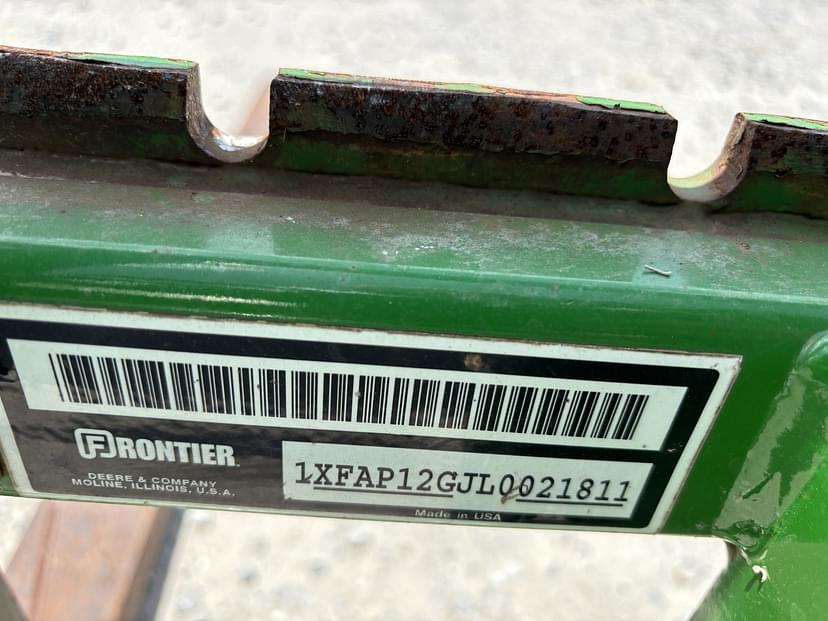 FRONTIER
DEERE & COMPANY
MOLINE, ILLINOIS, U.S.A.
1XFAP12GJL0021811
Made in USA